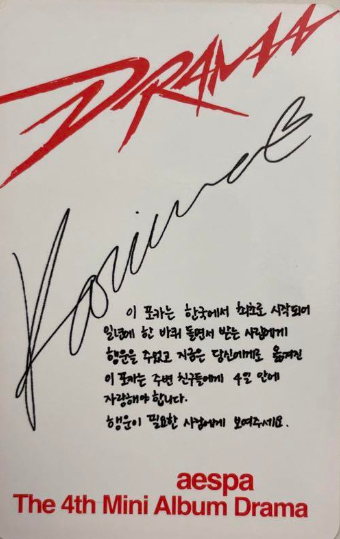 DRAMA
Karina
이 포카는 한국에서 최초로 시작되어
일년에 한 바퀴 돌면서 받는 사람에게
행운을 주었고 지금은 당신에게로 옮겨진
이 포카는 주변 친구들에게 4일 안에
자랑해야 합니다.
행운이 필요한 사람에게 보여주세요.
aespa
The 4th Mini Album Drama